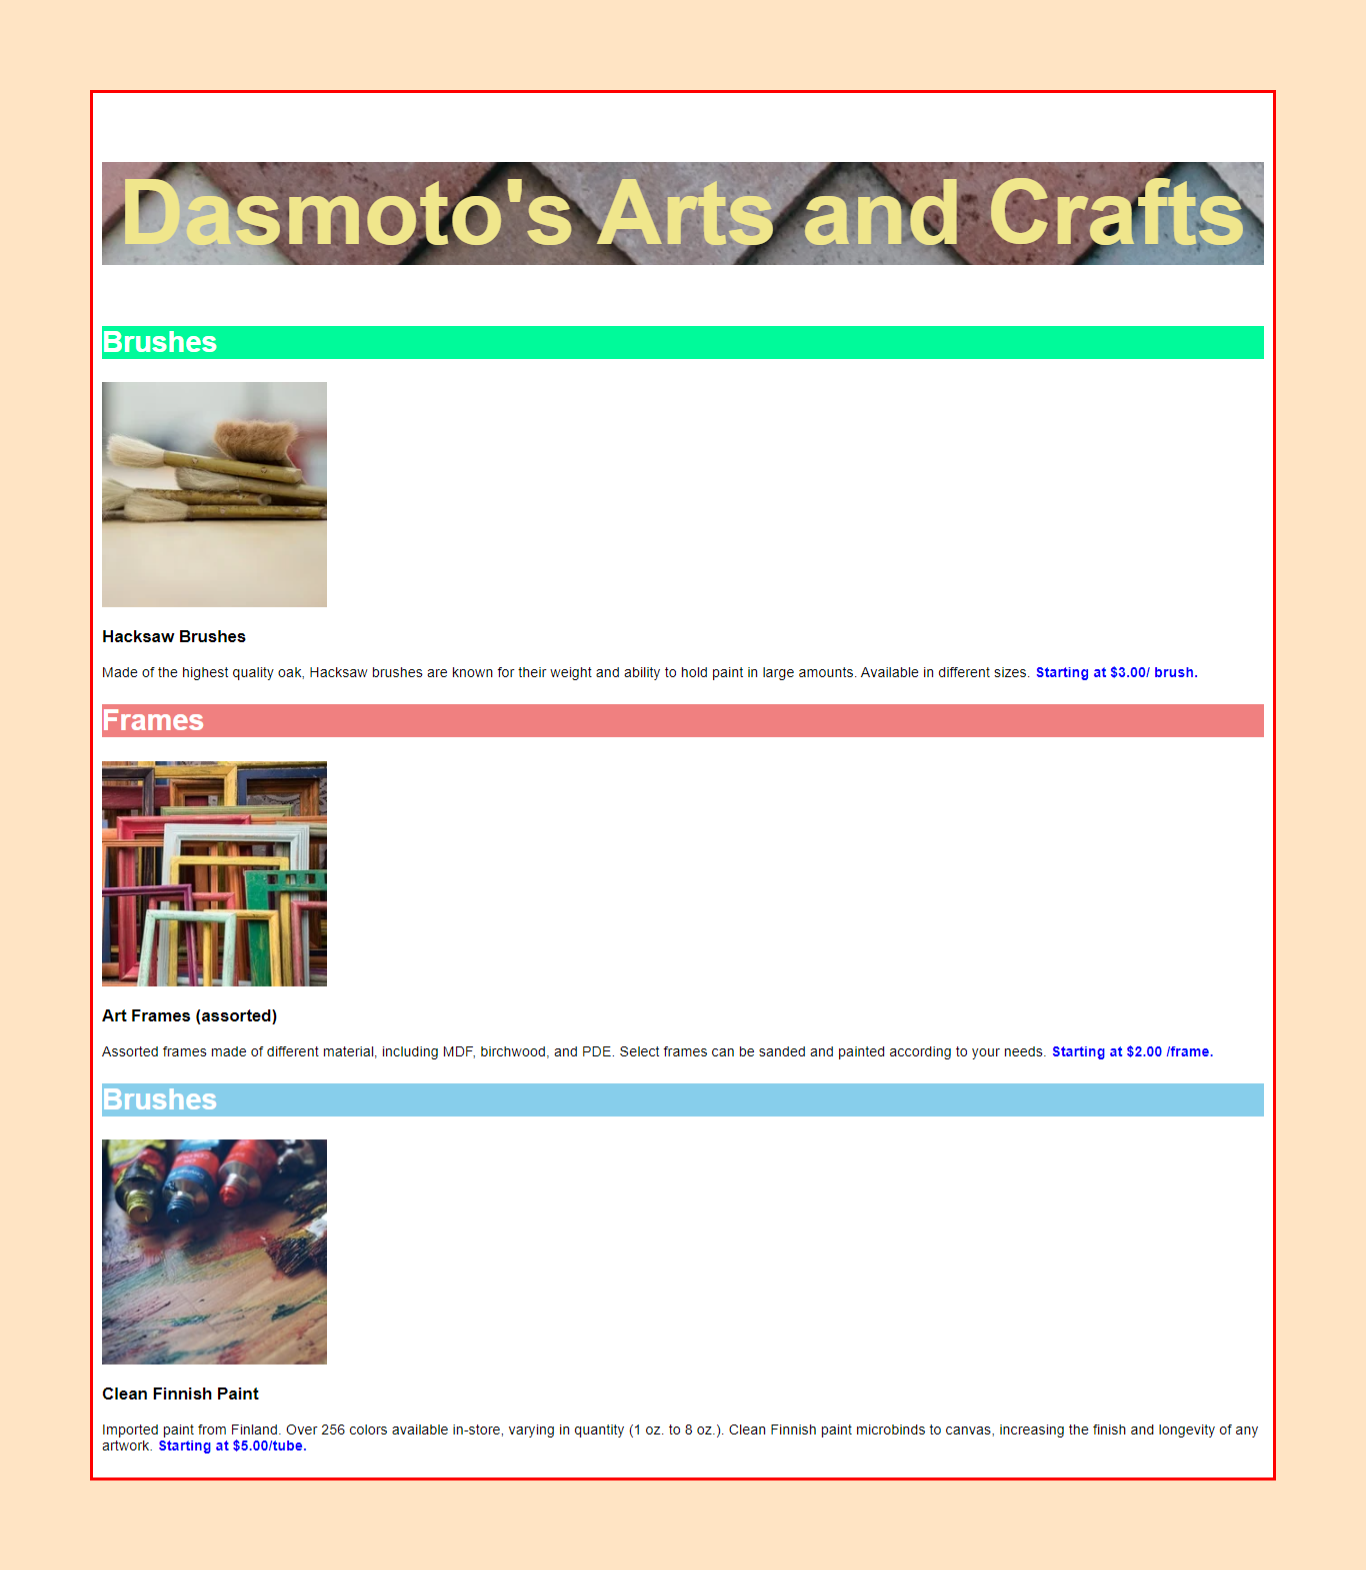 Dasmoto's Arts and Crafts
Brushes
Hacksaw Brushes
Made of the highest quality oak, Hacksaw brushes are known for their weight and ability to hold paint in large amounts. Available in different sizes. Starting at $3.00/ brush.
Frames
Art Frames (assorted)
Assorted frames made of different material, including MDF, birchwood, and PDE. Select frames can be sanded and painted according to your needs. Starting at $2.00 /frame.
Brushes
Clean Finnish Paint
Imported paint from Finland. Over 256 colors available in-store, varying in quantity (1 oz. to 8 oz.). Clean Finnish paint microbinds to canvas, increasing the finish and longevity of any
artwork. Starting at $5.00/tube.